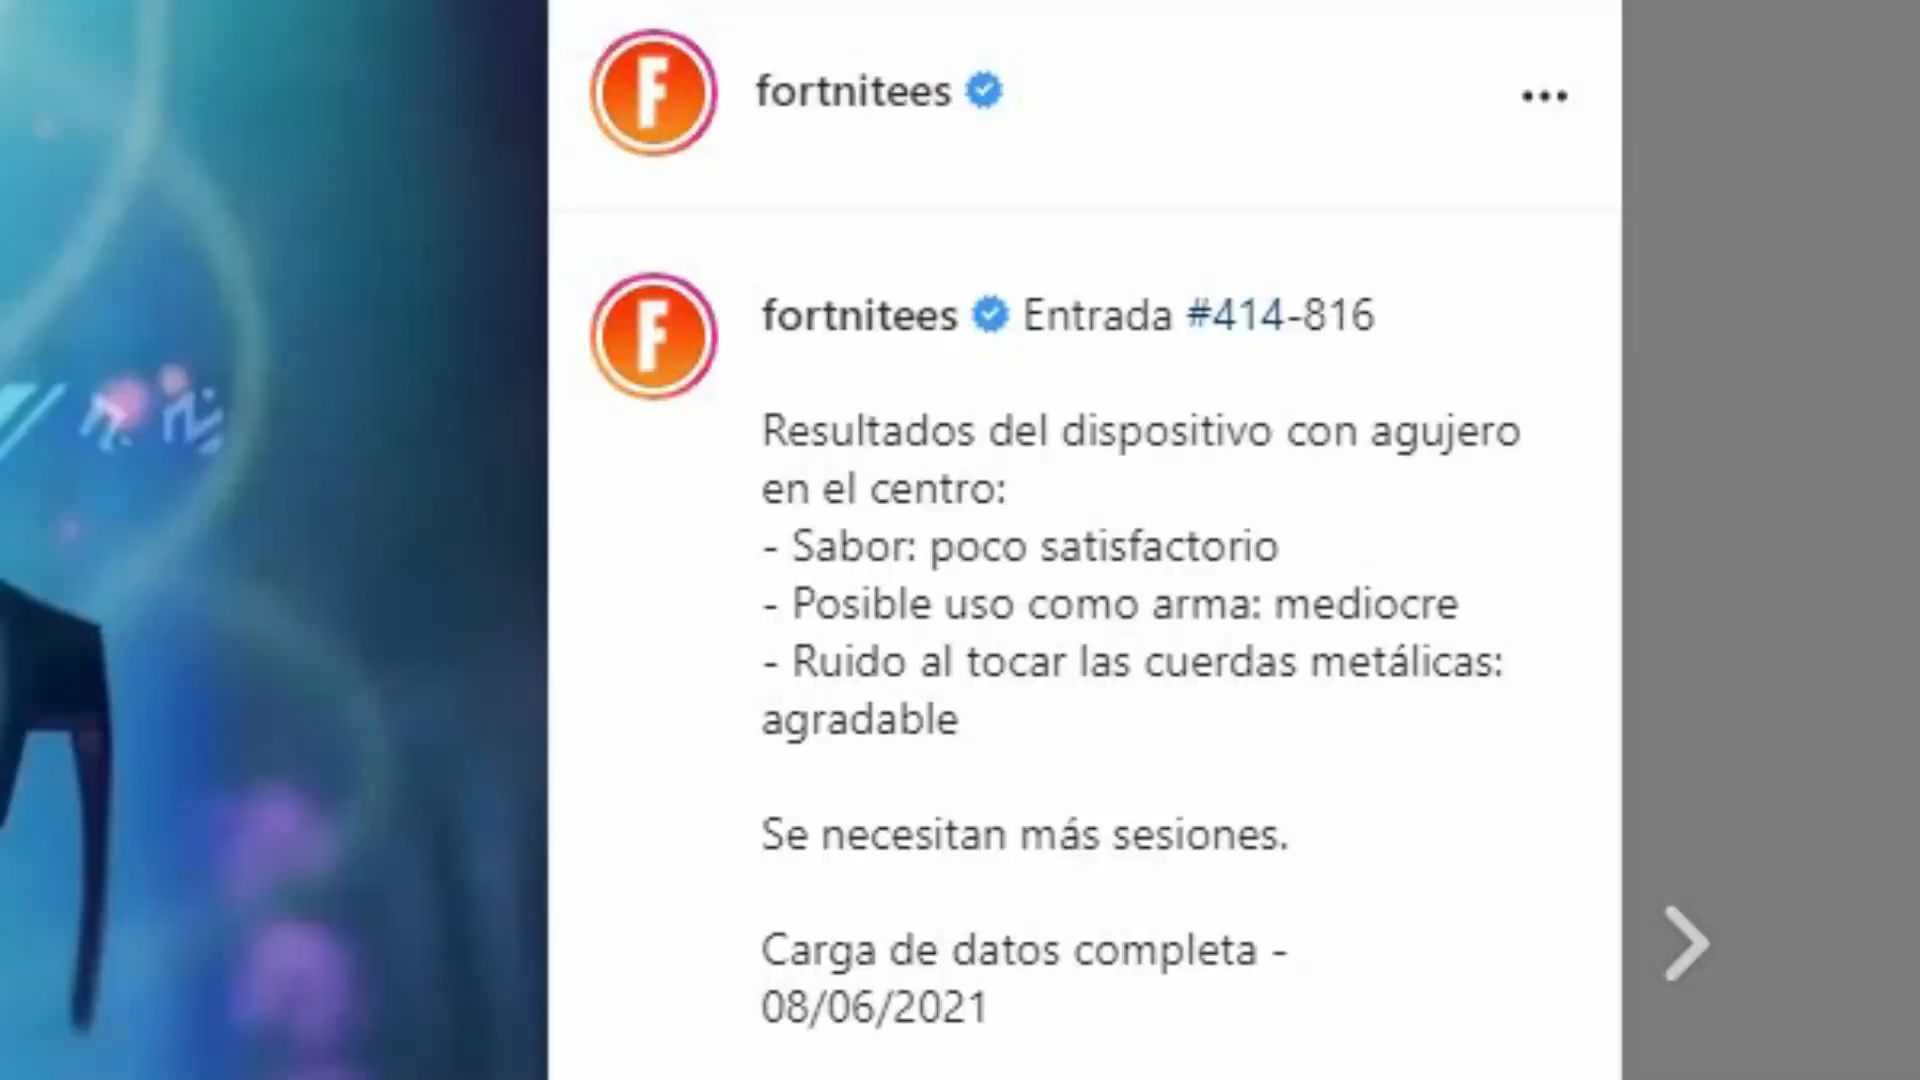 fortnitees
fortnitees Entrada #414-816
Resultados del dispositivo con agujero
en el centro:
- Sabor: poco satisfactorio
- Posible uso como arma: mediocre
- Ruido al tocar las cuerdas metálicas:
agradable
Se necesitan más sesiones.
Carga de datos completa -
08/06/2021